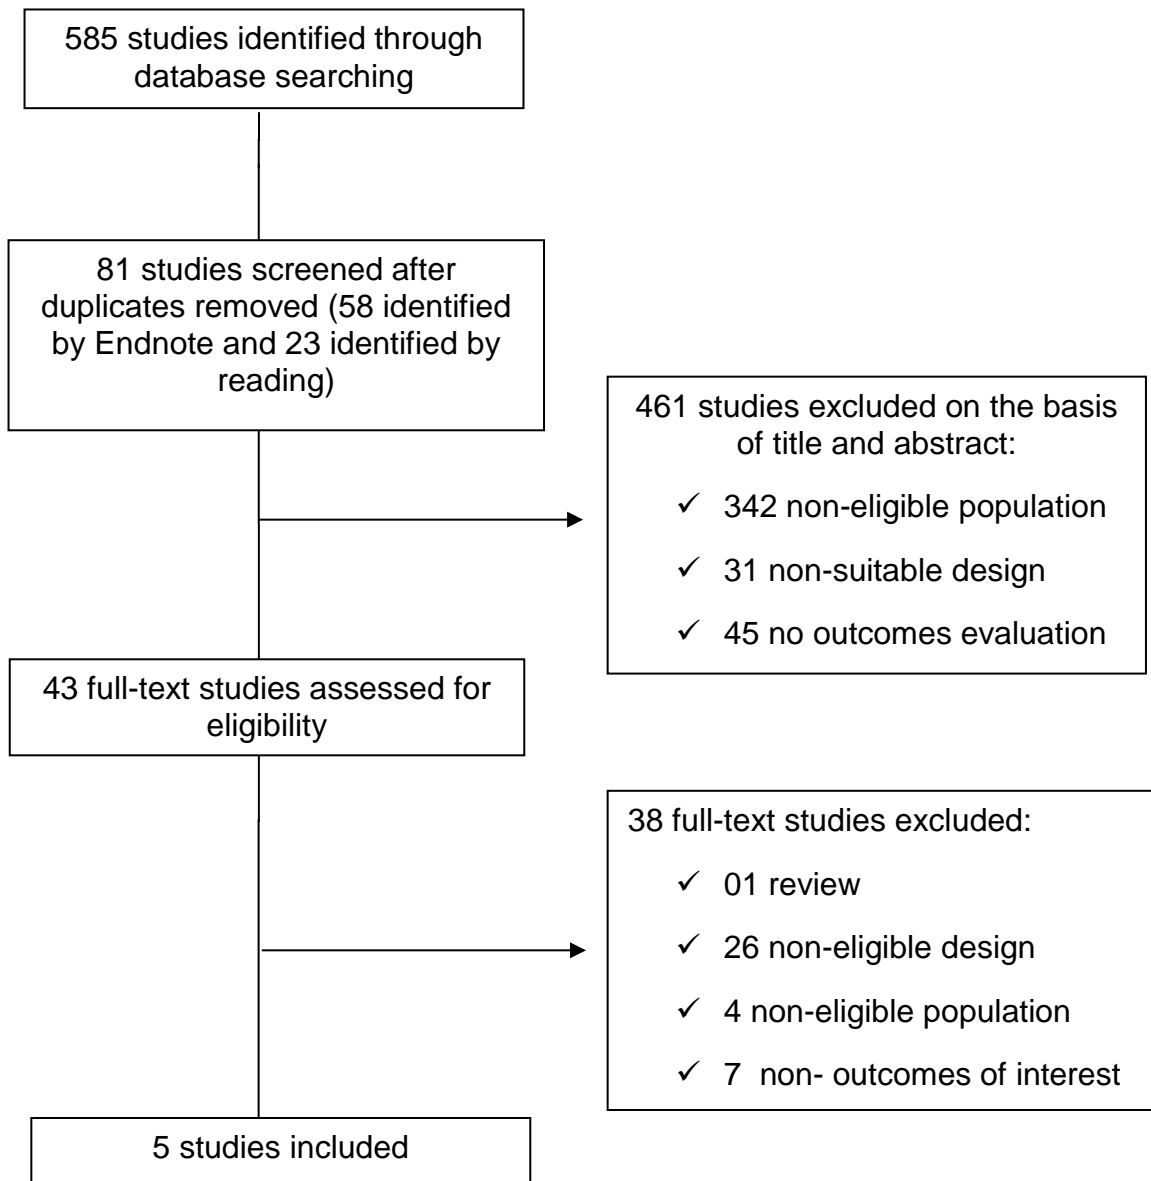 585 studies identified through
database searching
81 studies screened after
duplicates removed (58 identified
by Endnote and 23 identified by
reading)
461 studies excluded on the basis
of title and abstract:
✓ 342 non-eligible population
✓ 31 non-suitable design
✓ 45 no outcomes evaluation
43 full-text studies assessed for
eligibility
38 full-text studies excluded:
✓ 01 review
✓ 26 non-eligible design
✓ 4 non-eligible population
✓ 7 non- outcomes of interest
5 studies included